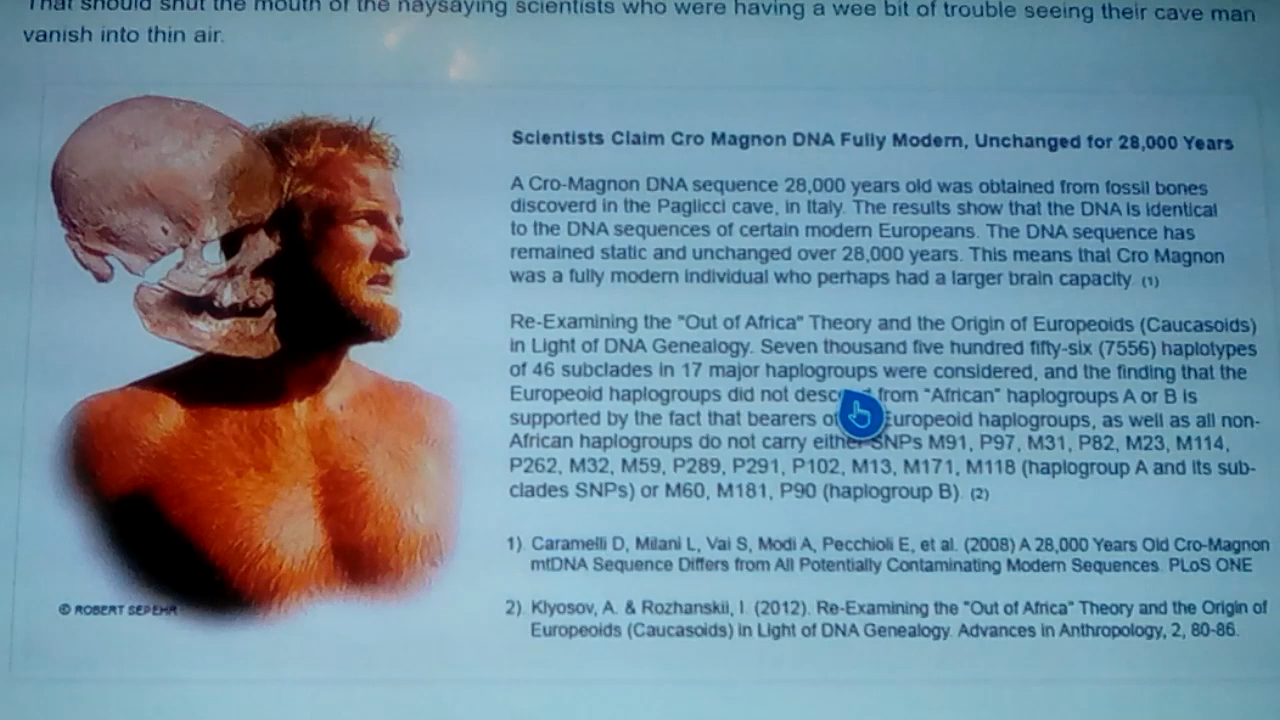 That should shut the mouth of the naysaying scientists who were having a wee bit of trouble seeing their cave man
vanish into thin air.
Scientists Claim Cro Magnon DNA Fully Modern, Unchanged for 28,000 Years
A Cro-Magnon DNA sequence 28,000 years old was obtained from fossil bones
discoverd in the Paglicci cave, in Italy. The results show that the DNA is identical
to the DNA sequences of certain modern Europeans. The DNA sequence has
remained static and unchanged over 28,000 years. This means that Cro Magnon
was a fully modern individual who perhaps had a larger brain capacity. (1)
Re-Examining the "Out of Africa" Theory and the Origin of Europeoids (Caucasoids)
in Light of DNA Genealogy. Seven thousand five hundred fifty-six (7556) haplotypes
of 46 subclades in 17 major haplogroups were considered, and the finding that the
Europeoid haplogroups did not from "African" haplogroups A or B is
supported by the fact that bearers Europeoid haplogroups, as well as all non-
African haplogroups do not carry either SNPs M91, P97, M31, P82, M23, M114,
P262, M32, M59, P289, P291, P102, M13, M171, M118 (haplogroup A and its sub-
clades SNPs) or M60, M181, P90 (haplogroup B). (2)
1). Caramelli D, Milani L, Vai S, Modi A, Pecchioli E, et al. (2008) A 28,000 Years Old Cro-Magnon
mtDNA Sequence Differs from All Potentially Contaminating Modern Sequences. PLoS ONE
2). Klyosov, A. & Rozhanskii, I. (2012). Re-Examining the "Out of Africa" Theory and the Origin of
Europeoids (Caucasoids) in Light of DNA Genealogy. Advances in Anthropology, 2, 80-86.
© ROBERT SEPEHR